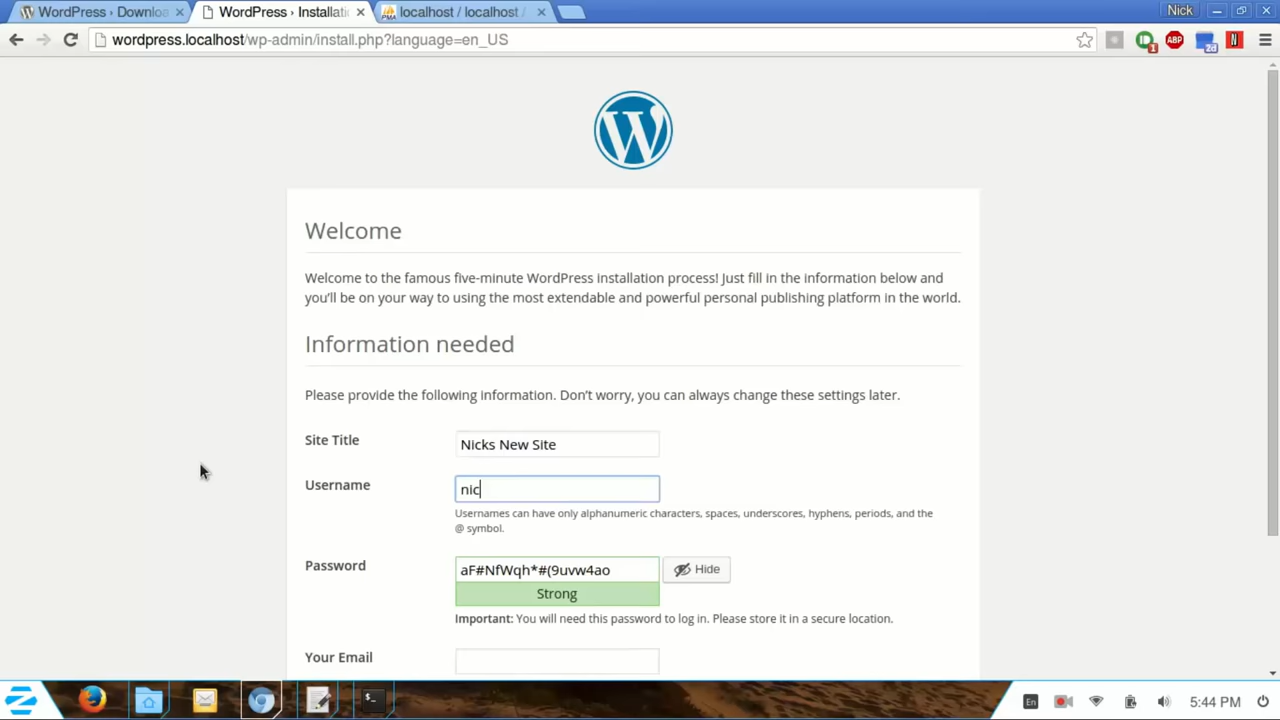 WordPress › Downloa
WordPress › Installati
localhost / localhost /
Nick
wordpress.localhost/wp-admin/install.php?language=en_US
1
ABP
2d
N
W
Welcome
Welcome to the famous five-minute WordPress installation process! Just fill in the information below and
you’ll be on your way to using the most extendable and powerful personal publishing platform in the world.
Information needed
Please provide the following information. Don’t worry, you can always change these settings later.
Site Title
Nicks New Site
Username
nic
Usernames can have only alphanumeric characters, spaces, underscores, hyphens, periods, and the
@ symbol.
Password
aF#NfWqh*#(9uvw4ao
Hide
Strong
Important: You will need this password to log in. Please store it in a secure location.
Your Email
En
5:44 PM